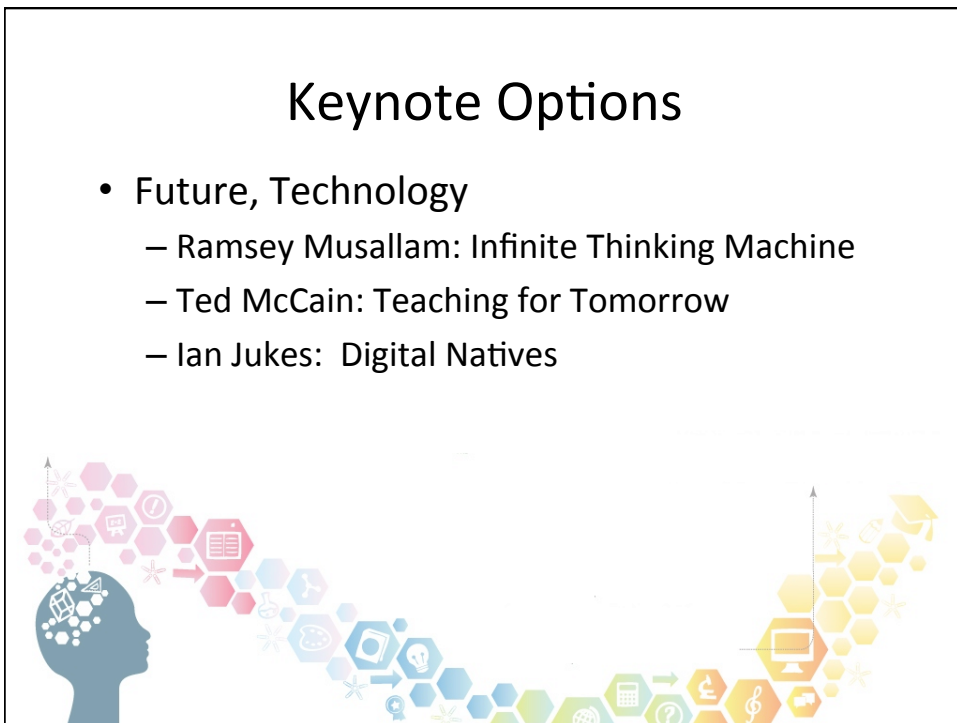 Keynote Options
• Future, Technology
– Ramsey Musallam: Infinite Thinking Machine
– Ted McCain: Teaching for Tomorrow
– Ian Jukes:  Digital Natives